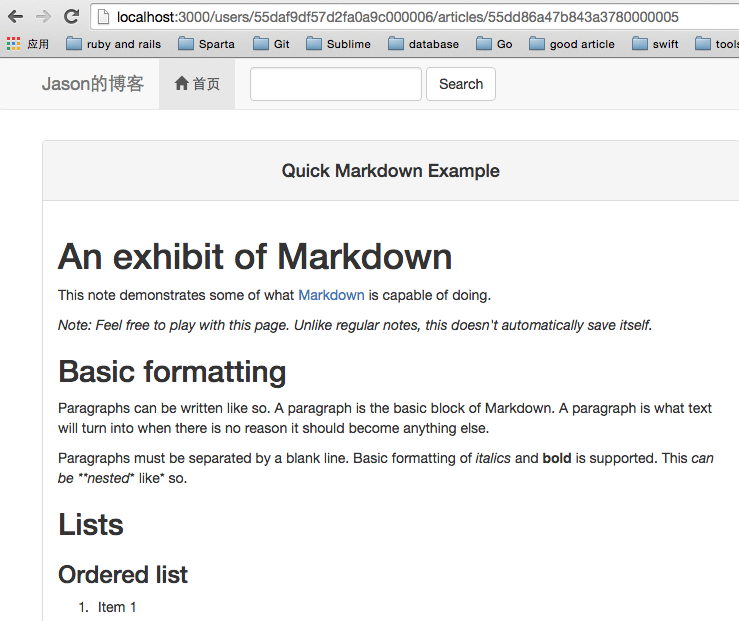 localhost:3000/users/55daf9df57d2fa0a9c000006/articles/55dd86a47b843a3780000005
应用 ruby and rails Sparta Git Sublime database Go good article swift tools
Jason的博客 首页 Search
Quick Markdown Example
An exhibit of Markdown
This note demonstrates some of what Markdown is capable of doing.
Note: Feel free to play with this page. Unlike regular notes, this doesn't automatically save itself.
Basic formatting
Paragraphs can be written like so. A paragraph is the basic block of Markdown. A paragraph is what text
will turn into when there is no reason it should become anything else.
Paragraphs must be separated by a blank line. Basic formatting of italics and bold is supported. This can
be **nested* like* so.
Lists
Ordered list
1. Item 1